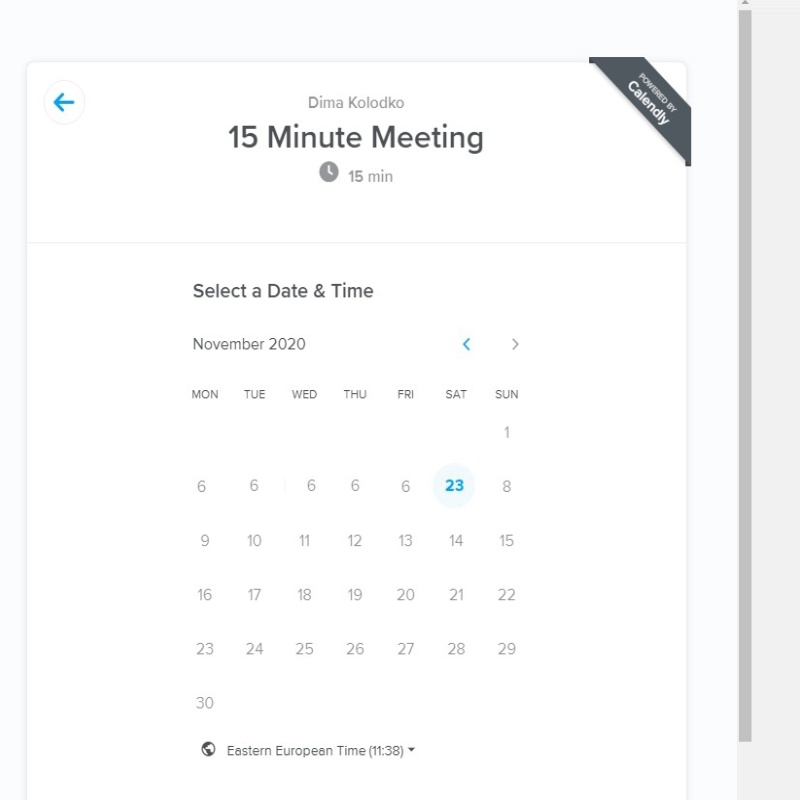 POWERED BY
Calendly
Dima Kolodko
15 Minute Meeting
15 min
Select a Date & Time
November 2020
MON TUE WED THU FRI SAT SUN
1
6 6 6 6 6 23 8
9 10 11 12 13 14 15
16 17 18 19 20 21 22
23 24 25 26 27 28 29
30
Eastern European Time (11:38)